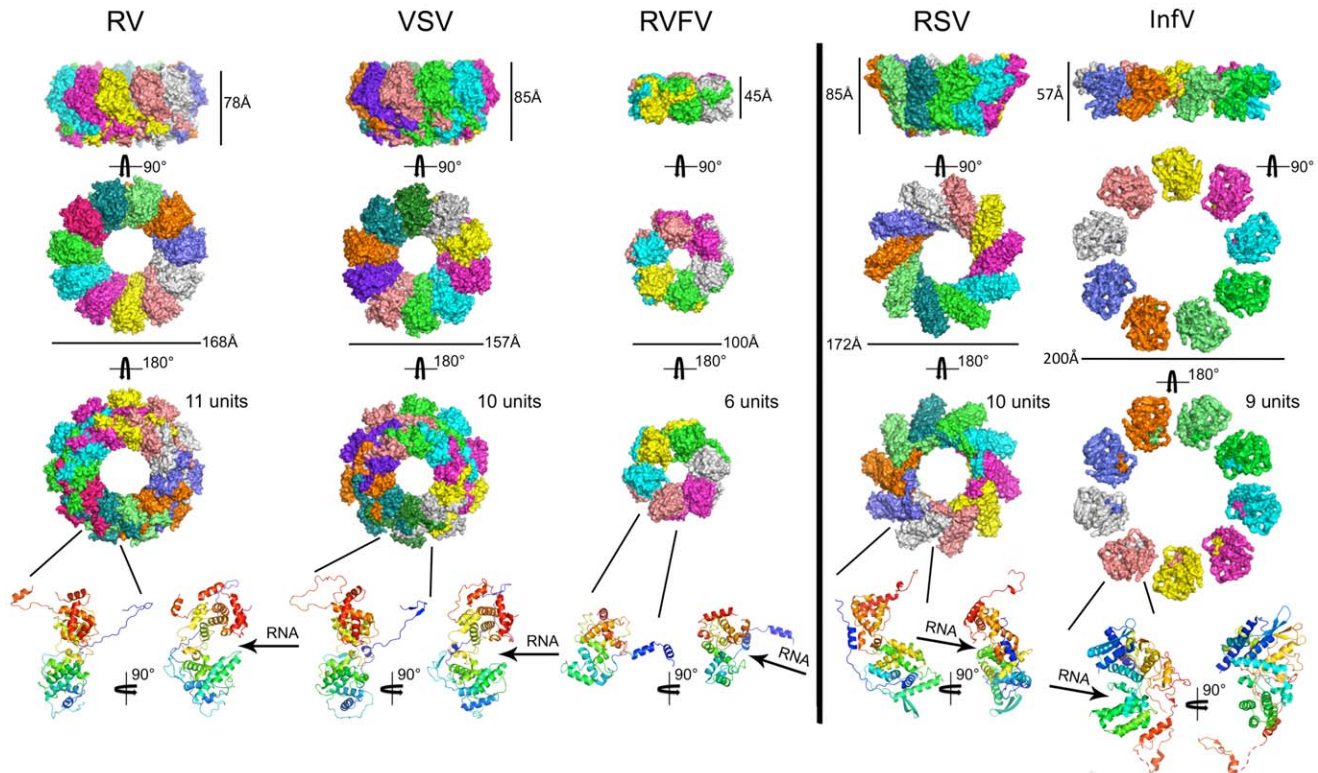 RV
VSV
RVFV
RSV
InfV
78Å
85Å
45Å
85Å
57Å
90°
90°
90°
90°
90°
168Å
157Å
100Å
172Å
200Å
180°
180°
180°
180°
180°
11 units
10 units
6 units
10 units
9 units
RNA
RNA
RNA
RNA
RNA
90°
90°
90°
90°
90°